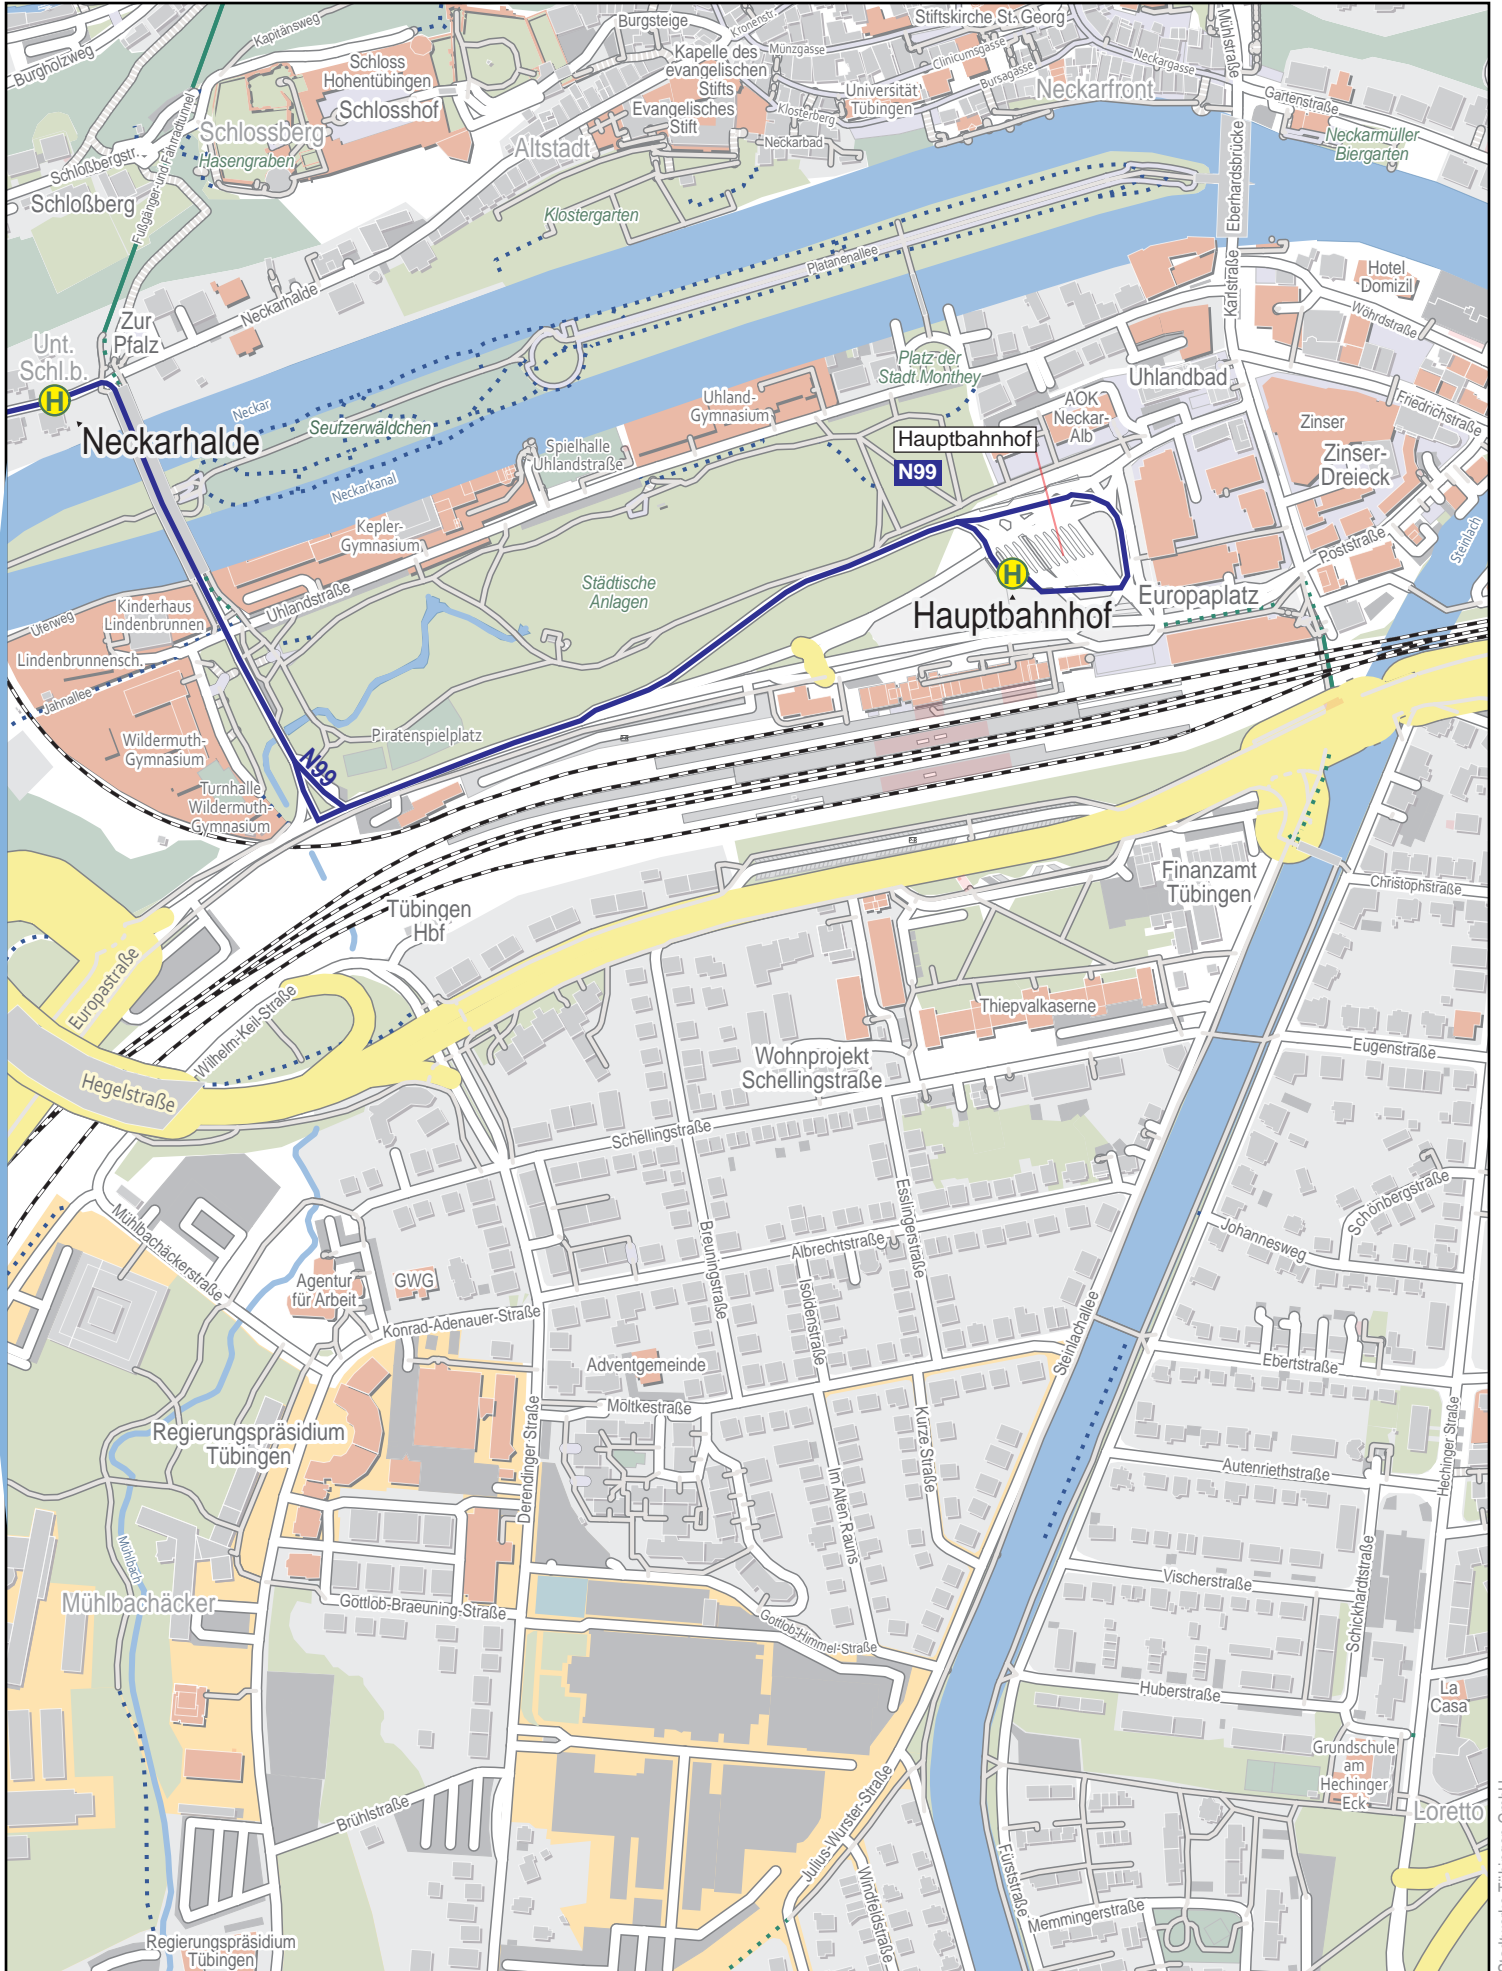 Kapitänsweg
Burgholzweg
Schloss
Hohentübingen
Schlosshof
Burgsteige
Kronenstr.
Münzgasse
Kapelle des
evangelischen
Stifts
Evangelisches
Stift
Klosterberg
Neckarbad
Stiftskirche St. Georg
Clinicumsgasse
Bursagasse
Universität
Tübingen
Neckarfront
Neckargasse
Mühlstraße
Gartenstraße
Neckarmüller
Biergarten
Eberhardsbrücke
Schlossberg
Hasengraben
Schloßbergstr.
Schloßberg
Fußgänger-und Fahrradtunnel
Altstadt
Klostergarten
Platanenallee
Karlstraße
Hotel
Domizil
Wöhrdstraße
Neckarhalde
Zur
Pfalz
Unt.
Schl.b.
H
Neckarhalde
Neckar
Seufzerwäldchen
Neckarkanal
Spielhalle
Uhlandstraße
Uhland-
Gymnasium
Platz der
Stadt Monthey
Uhlandbad
AOK
Neckar-
Alb
Zinser
Zinser-
Dreieck
Friedrichstraße
Hauptbahnhof
N99
Kepler-
Gymnasium
Poststraße
Steinlach
Städtische
Anlagen
H
Hauptbahnhof
Europaplatz
Uhlandstraße
Kinderhaus
Lindenbrunnen
Uferweg
Lindenbrunnensch.
Jahnallee
Wildermuth-
Gymnasium
Turnhalle
Wildermuth-
Gymnasium
Piratenspielplatz
N99
Finanzamt
Tübingen
Christophstraße
Tübingen
Hbf
Europastraße
Wilhelm-Keil-Straße
Hegelstraße
Thiepvalkaserne
Eugenstraße
Wohnprojekt
Schellingstraße
Schellingstraße
Mühlbachäckerstraße
Agentur
für Arbeit
GWG
Konrad-Adenauer-Straße
Breuningstraße
Albrechtstraße
Esslingerstraße
Isoldenstraße
Steinlachallee
Schönbergstraße
Johannesweg
Ebertstraße
Adventgemeinde
Moltkestraße
Derendinger Straße
Regierungspräsidium
Tübingen
Im Alten Rauns
Kurze Straße
Autenriethstraße
Hechinger Straße
Mühlbach
Mühlbachäcker
Gottlob-Braeuning-Straße
Gottlob-Himmel-Straße
Vischerstraße
Schickhardtstraße
Huberstraße
La
Casa
Grundschule
am
Hechinger
Eck
Loretto
Brühlstraße
Julius-Wurster-Straße
Windfeldstraße
Fürststraße
Memmingerstraße
Regierungspräsidium
Tübingen